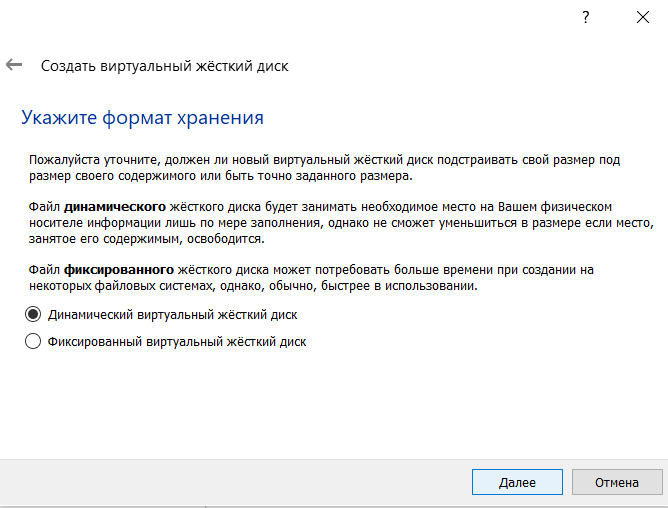 ?
Создать виртуальный жёсткий диск
Укажите формат хранения
Пожалуйста уточните, должен ли новый виртуальный жёсткий диск подстраивать свой размер под
размер своего содержимого или быть точно заданного размера.
Файл динамического жёсткого диска будет занимать необходимое место на Вашем физическом
носителе информации лишь по мере заполнения, однако не сможет уменьшиться в размере если место,
занятое его содержимым, освободится.
Файл фиксированного жёсткого диска может потребовать больше времени при создании на
некоторых файловых системах, однако, обычно, быстрее в использовании.
Динамический виртуальный жёсткий диск
Фиксированный виртуальный жёсткий диск
Далее Отмена